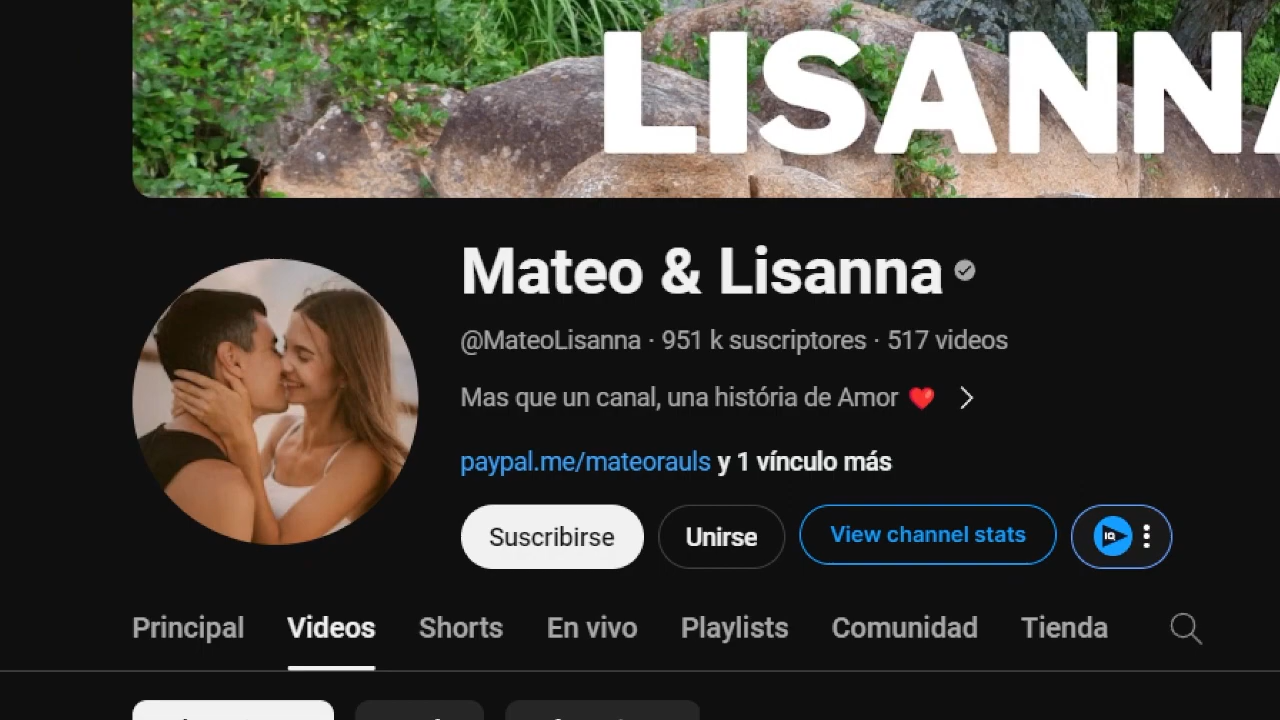 LISANN
Mateo & Lisanna
@MateoLisanna · 951 k suscriptores · 517 videos
Mas que un canal, una história de Amor ❤️
paypal.me/mateorauls y 1 vínculo más
Suscribirse Unirse View channel stats IQ
Principal Videos Shorts En vivo Playlists Comunidad Tienda